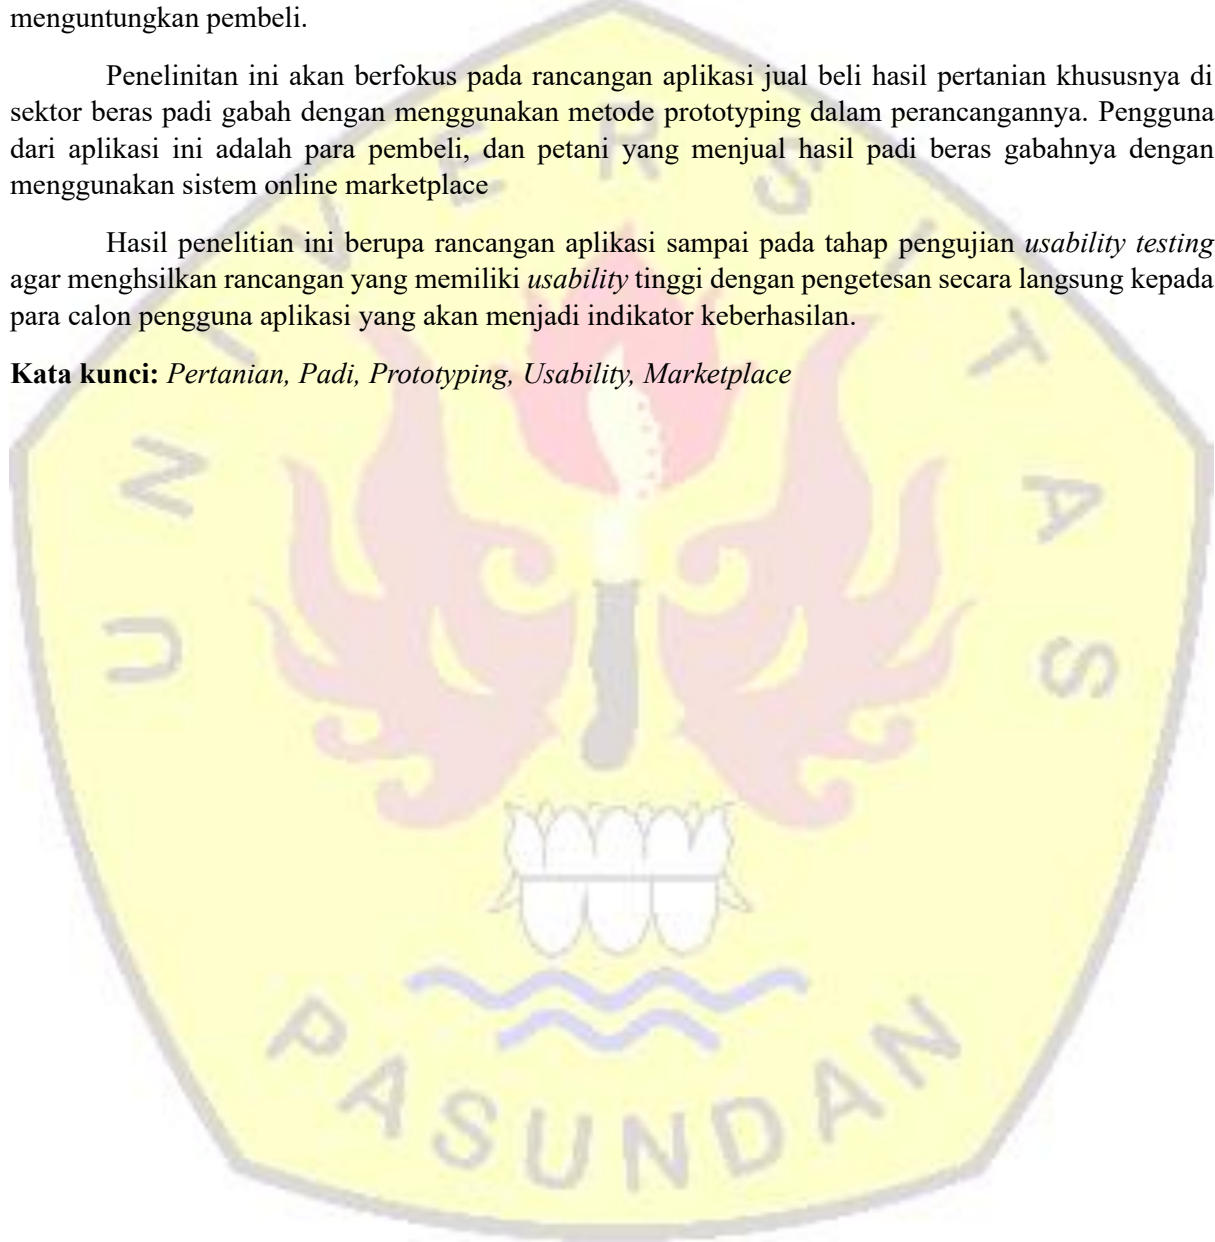 menguntungkan pembeli.
Penelinitan ini akan berfokus pada rancangan aplikasi jual beli hasil pertanian khususnya di
sektor beras padi gabah dengan menggunakan metode prototyping dalam perancangannya. Pengguna
dari aplikasi ini adalah para pembeli, dan petani yang menjual hasil padi beras gabahnya dengan
menggunakan sistem online marketplace
Hasil penelitian ini berupa rancangan aplikasi sampai pada tahap pengujian usability testing
agar menghsilkan rancangan yang memiliki usability tinggi dengan pengetesan secara langsung kepada
para calon pengguna aplikasi yang akan menjadi indikator keberhasilan.
Kata kunci: Pertanian, Padi, Prototyping, Usability, Marketplace
UNIVERSITAS
PASUNDAN